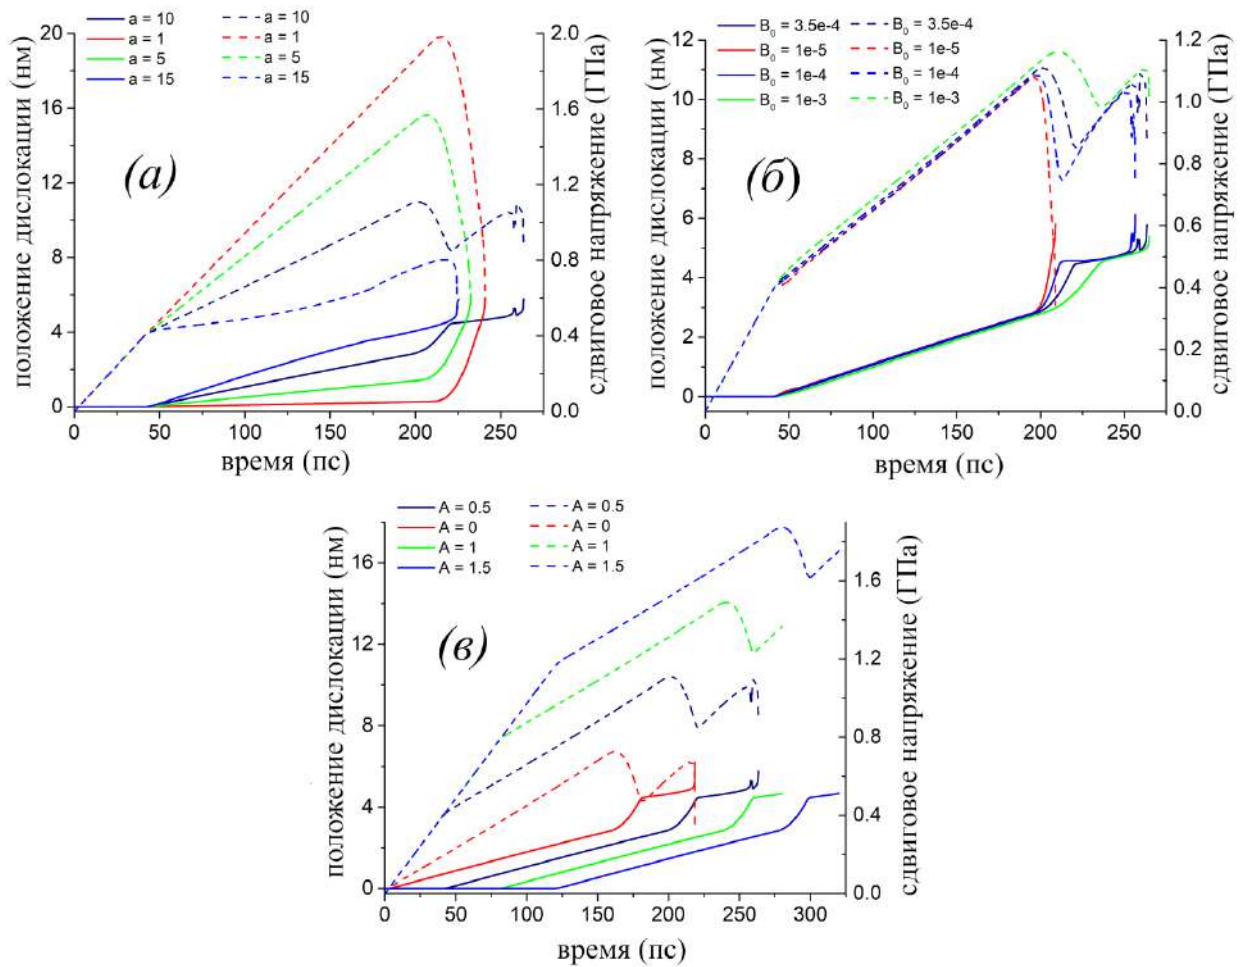 a = 10
a = 1
a = 5
a = 15
a = 10
a = 1
a = 5
a = 15
20
16
12
8
4
0
2.0
1.6
1.2
0.8
0.4
0.0
0
50
100
150
200
250
положение дислокации (нм)
сдвиговое напряжение (ГПа)
время (пс)
(а)
B₀ = 3.5e-4
B₀ = 1e-5
B₀ = 1e-4
B₀ = 1e-3
B₀ = 3.5e-4
B₀ = 1e-5
B₀ = 1e-4
B₀ = 1e-3
12
10
8
6
4
2
0
1.2
1.0
0.8
0.6
0.4
0.2
0.0
0
50
100
150
200
250
положение дислокации (нм)
сдвиговое напряжение (ГПа)
время (пс)
(б)
A = 0.5
A = 0
A = 1
A = 1.5
A = 0.5
A = 0
A = 1
A = 1.5
16
12
8
4
0
1.6
1.2
0.8
0.4
0.0
0
50
100
150
200
250
300
положение дислокации (нм)
сдвиговое напряжение (ГПа)
время (пс)
(в)